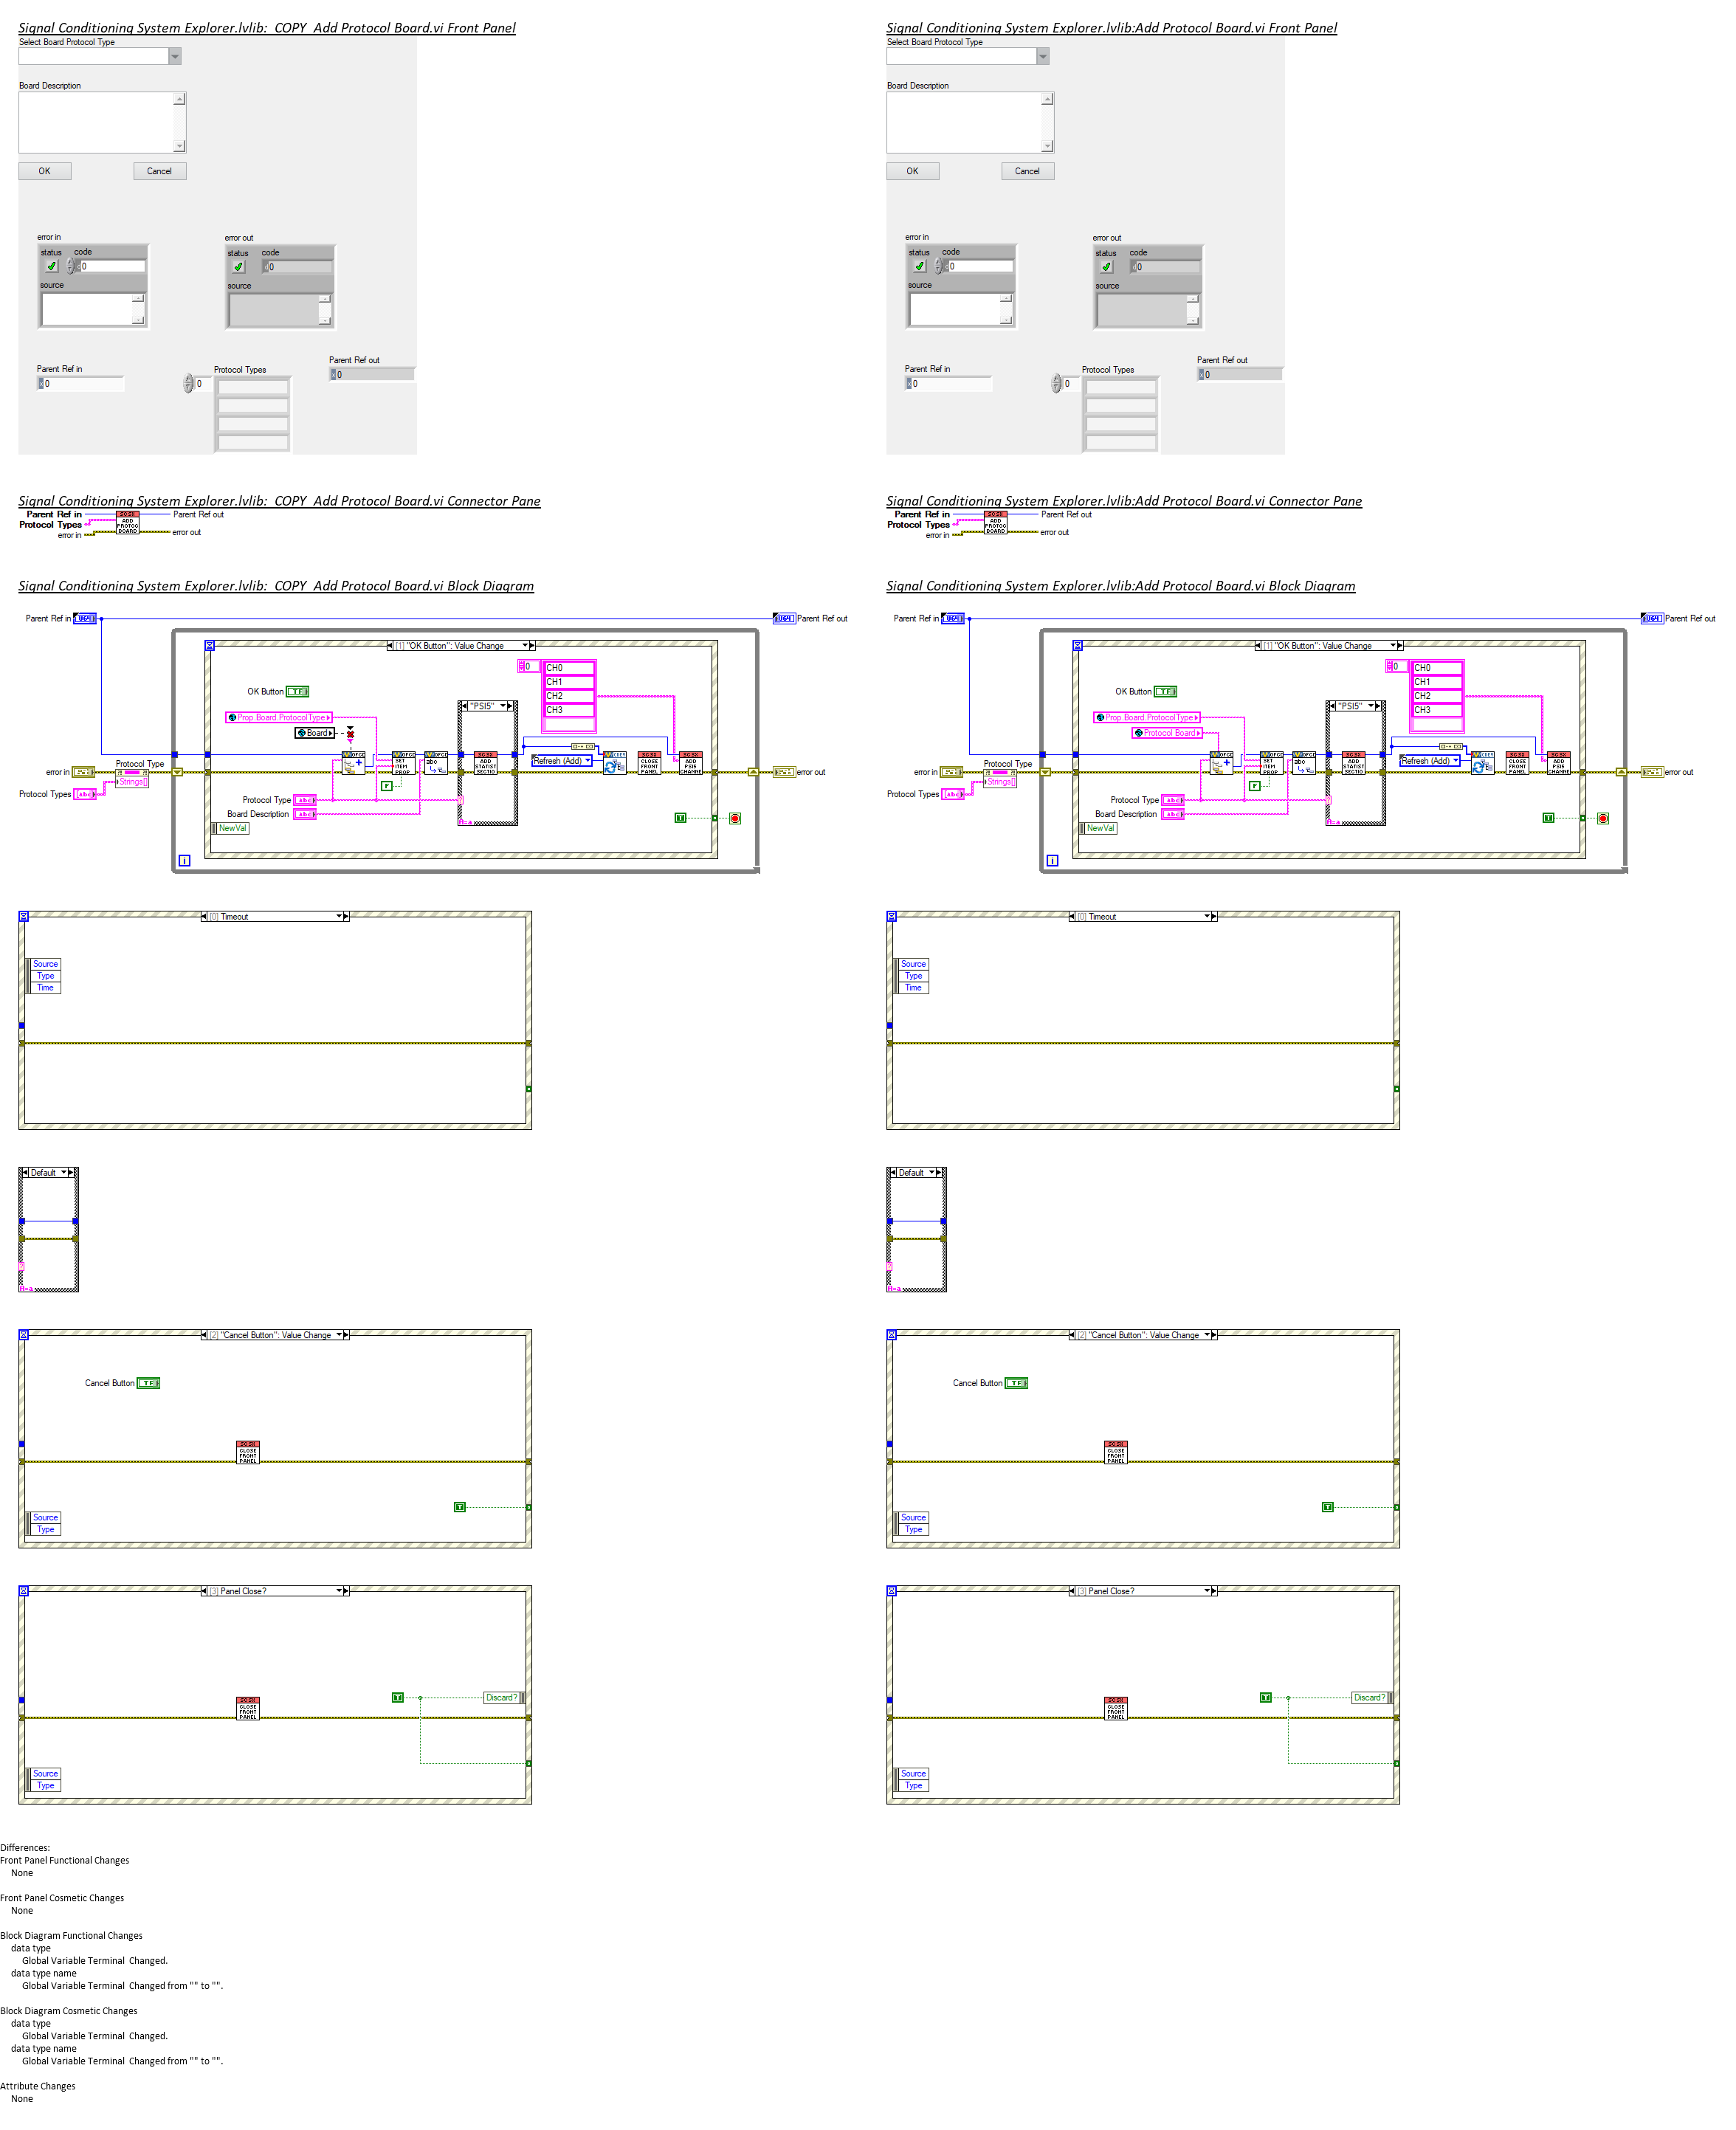 Signal Conditioning System Explorer.lvlib:  COPY  Add Protocol Board.vi Front Panel
Select Board Protocol Type
Board Description
OK Cancel
error in
status code
0
source
error out
status code
0
source
Parent Ref in
0
Protocol Types
0
Parent Ref out
0
Signal Conditioning System Explorer.lvlib:Add Protocol Board.vi Front Panel
Select Board Protocol Type
Board Description
OK Cancel
error in
status code
0
source
error out
status code
0
source
Parent Ref in
0
Protocol Types
0
Parent Ref out
0
Signal Conditioning System Explorer.lvlib:  COPY  Add Protocol Board.vi Connector Pane
Parent Ref in
Protocol Types
error in
ADD
PROTOC
BOARD
Parent Ref out
error out
Signal Conditioning System Explorer.lvlib:Add Protocol Board.vi Connector Pane
Parent Ref in
Protocol Types
error in
ADD
PROTOC
BOARD
Parent Ref out
error out
Signal Conditioning System Explorer.lvlib:  COPY  Add Protocol Board.vi Block Diagram
Parent Ref in
Parent Ref out
[1] "OK Button": Value Change
0
CH0
CH1
CH2
CH3
OK Button
TF
"PSI5"
Prop.Board.ProtocolType
Board
Protocol Type
error in
Strings[]
Protocol Types
abc
SET
ITEM
PROP
abc
ADD
STATIST
SECTIO
Refresh (Add)
CLOSE
FRONT
PANEL
ADD
PSI5
CHANNE
error out
F
Protocol Type
abc
Board Description
abc
A=a
T
NewVal
i
Signal Conditioning System Explorer.lvlib:Add Protocol Board.vi Block Diagram
Parent Ref in
Parent Ref out
[1] "OK Button": Value Change
0
CH0
CH1
CH2
CH3
OK Button
TF
"PSI5"
Prop.Board.ProtocolType
Protocol Board
Protocol Type
error in
Strings[]
Protocol Types
abc
SET
ITEM
PROP
abc
ADD
STATIST
SECTIO
Refresh (Add)
CLOSE
FRONT
PANEL
ADD
PSI5
CHANNE
error out
F
Protocol Type
abc
Board Description
abc
A=a
T
NewVal
i
[0] Timeout
Source
Type
Time
[0] Timeout
Source
Type
Time
Default
A=a
Default
A=a
[2] "Cancel Button": Value Change
Cancel Button
TF
CLOSE
FRONT
PANEL
T
Source
Type
[2] "Cancel Button": Value Change
Cancel Button
TF
CLOSE
FRONT
PANEL
T
Source
Type
[3] Panel Close?
T
Discard?
CLOSE
FRONT
PANEL
Source
Type
[3] Panel Close?
T
Discard?
CLOSE
FRONT
PANEL
Source
Type
Differences:
Front Panel Functional Changes
None
Front Panel Cosmetic Changes
None
Block Diagram Functional Changes
data type
Global Variable Terminal  Changed.
data type name
Global Variable Terminal  Changed from "" to "".
Block Diagram Cosmetic Changes
data type
Global Variable Terminal  Changed.
data type name
Global Variable Terminal  Changed from "" to "".
Attribute Changes
None